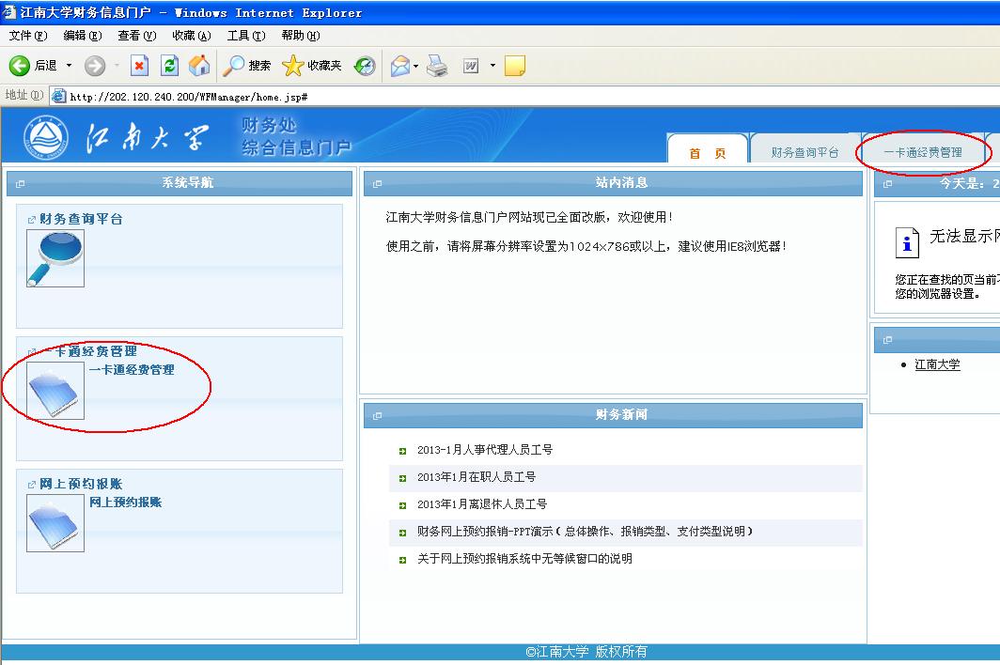 江南大学财务信息门户 - Windows Internet Explorer
文件(F) 编辑(E) 查看(V) 收藏(A) 工具(T) 帮助(H)
后退 搜索 收藏夹
地址(D) http://202.120.240.200/WFManager/home.jsp#
江南大学 财务处
综合信息门户
首 页 财务查询平台 一卡通经费管理
系统导航
财务查询平台
一卡通经费管理
一卡通经费管理
网上预约报账
网上预约报账
站内消息
江南大学财务信息门户网站现已全面改版，欢迎使用！
使用之前，请将屏幕分辨率设置为1024×786或以上，建议使用IE8浏览器！
财务新闻
2013-1月人事代理人员工号
2013年1月在职人员工号
2013年1月离退休人员工号
财务网上预约报销-PPT演示（总体操作、报销类型、支付类型说明）
关于网上预约报销系统中无等候窗口的说明
今天是：2
无法显示网
您正在查找的页当前不
您的浏览器设置。
江南大学
©江南大学 版权所有